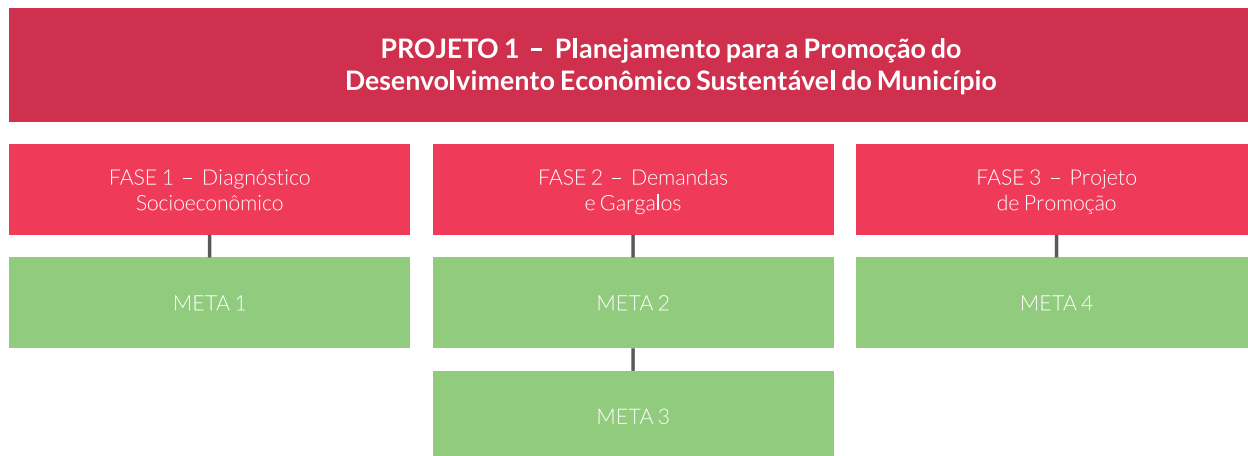 PROJETO 1 – Planejamento para a Promoção do
Desenvolvimento Econômico Sustentável do Município
FASE 1 – Diagnóstico
Socioeconômico
FASE 2 – Demandas
e Gargalos
FASE 3 – Projeto
de Promoção
META 1
META 2
META 4
META 3